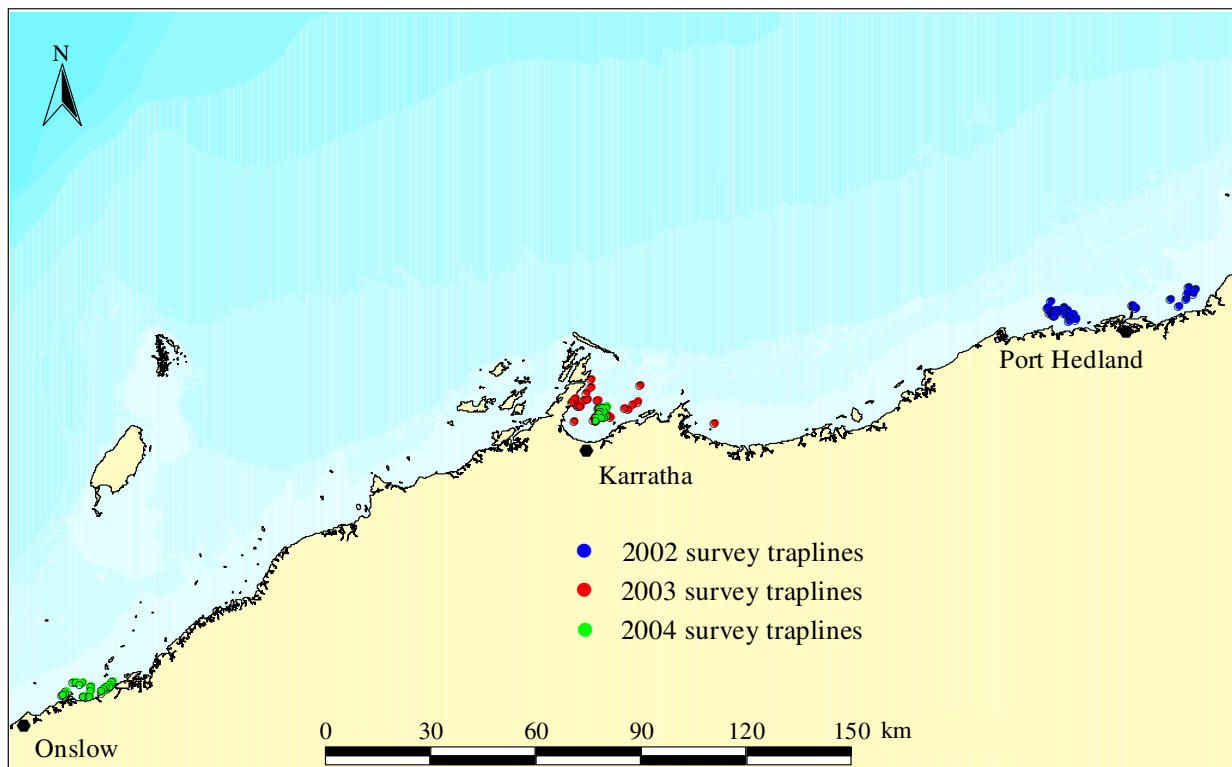 N
Port Hedland
Karratha
2002 survey traplines
2003 survey traplines
2004 survey traplines
Onslow
0 30 60 90 120 150 km